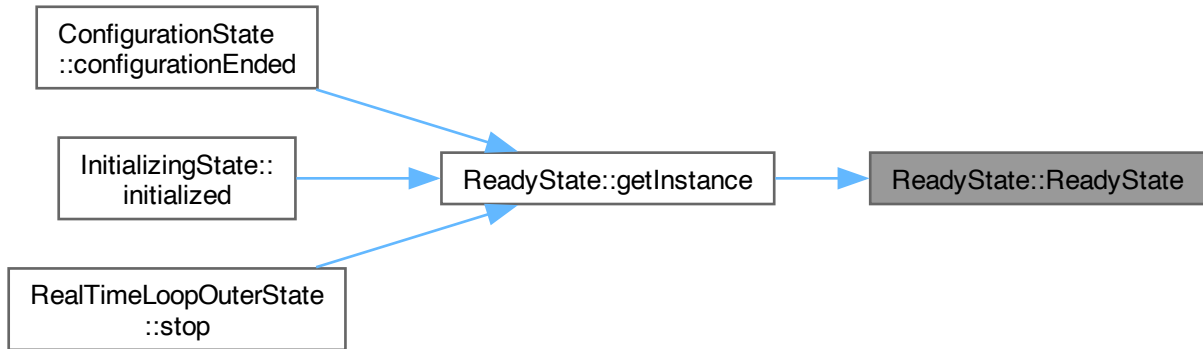 ConfigurationState
::configurationEnded
InitializingState::
initialized
ReadyState::getInstance
ReadyState::ReadyState
RealTimeLoopOuterState
::stop